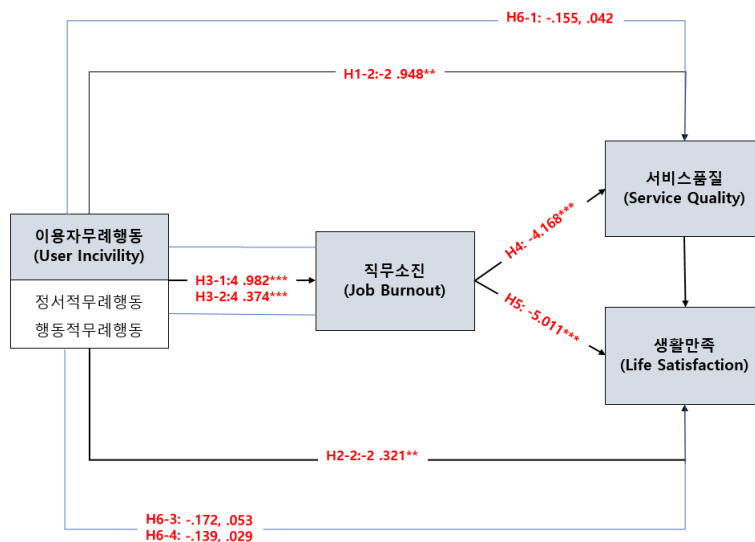 H6-1: -.155, .042
H1-2:-2 .948**
서비스품질
(Service Quality)
이용자무례행동
(User Incivility)
정서적무례행동
행동적무례행동
H3-1:4 .982***
H3-2:4 .374***
직무소진
(Job Burnout)
H4: -4.168***
H5: -5.011***
생활만족
(Life Satisfaction)
H2-2:-2 .321**
H6-3: -.172, .053
H6-4: -.139, .029